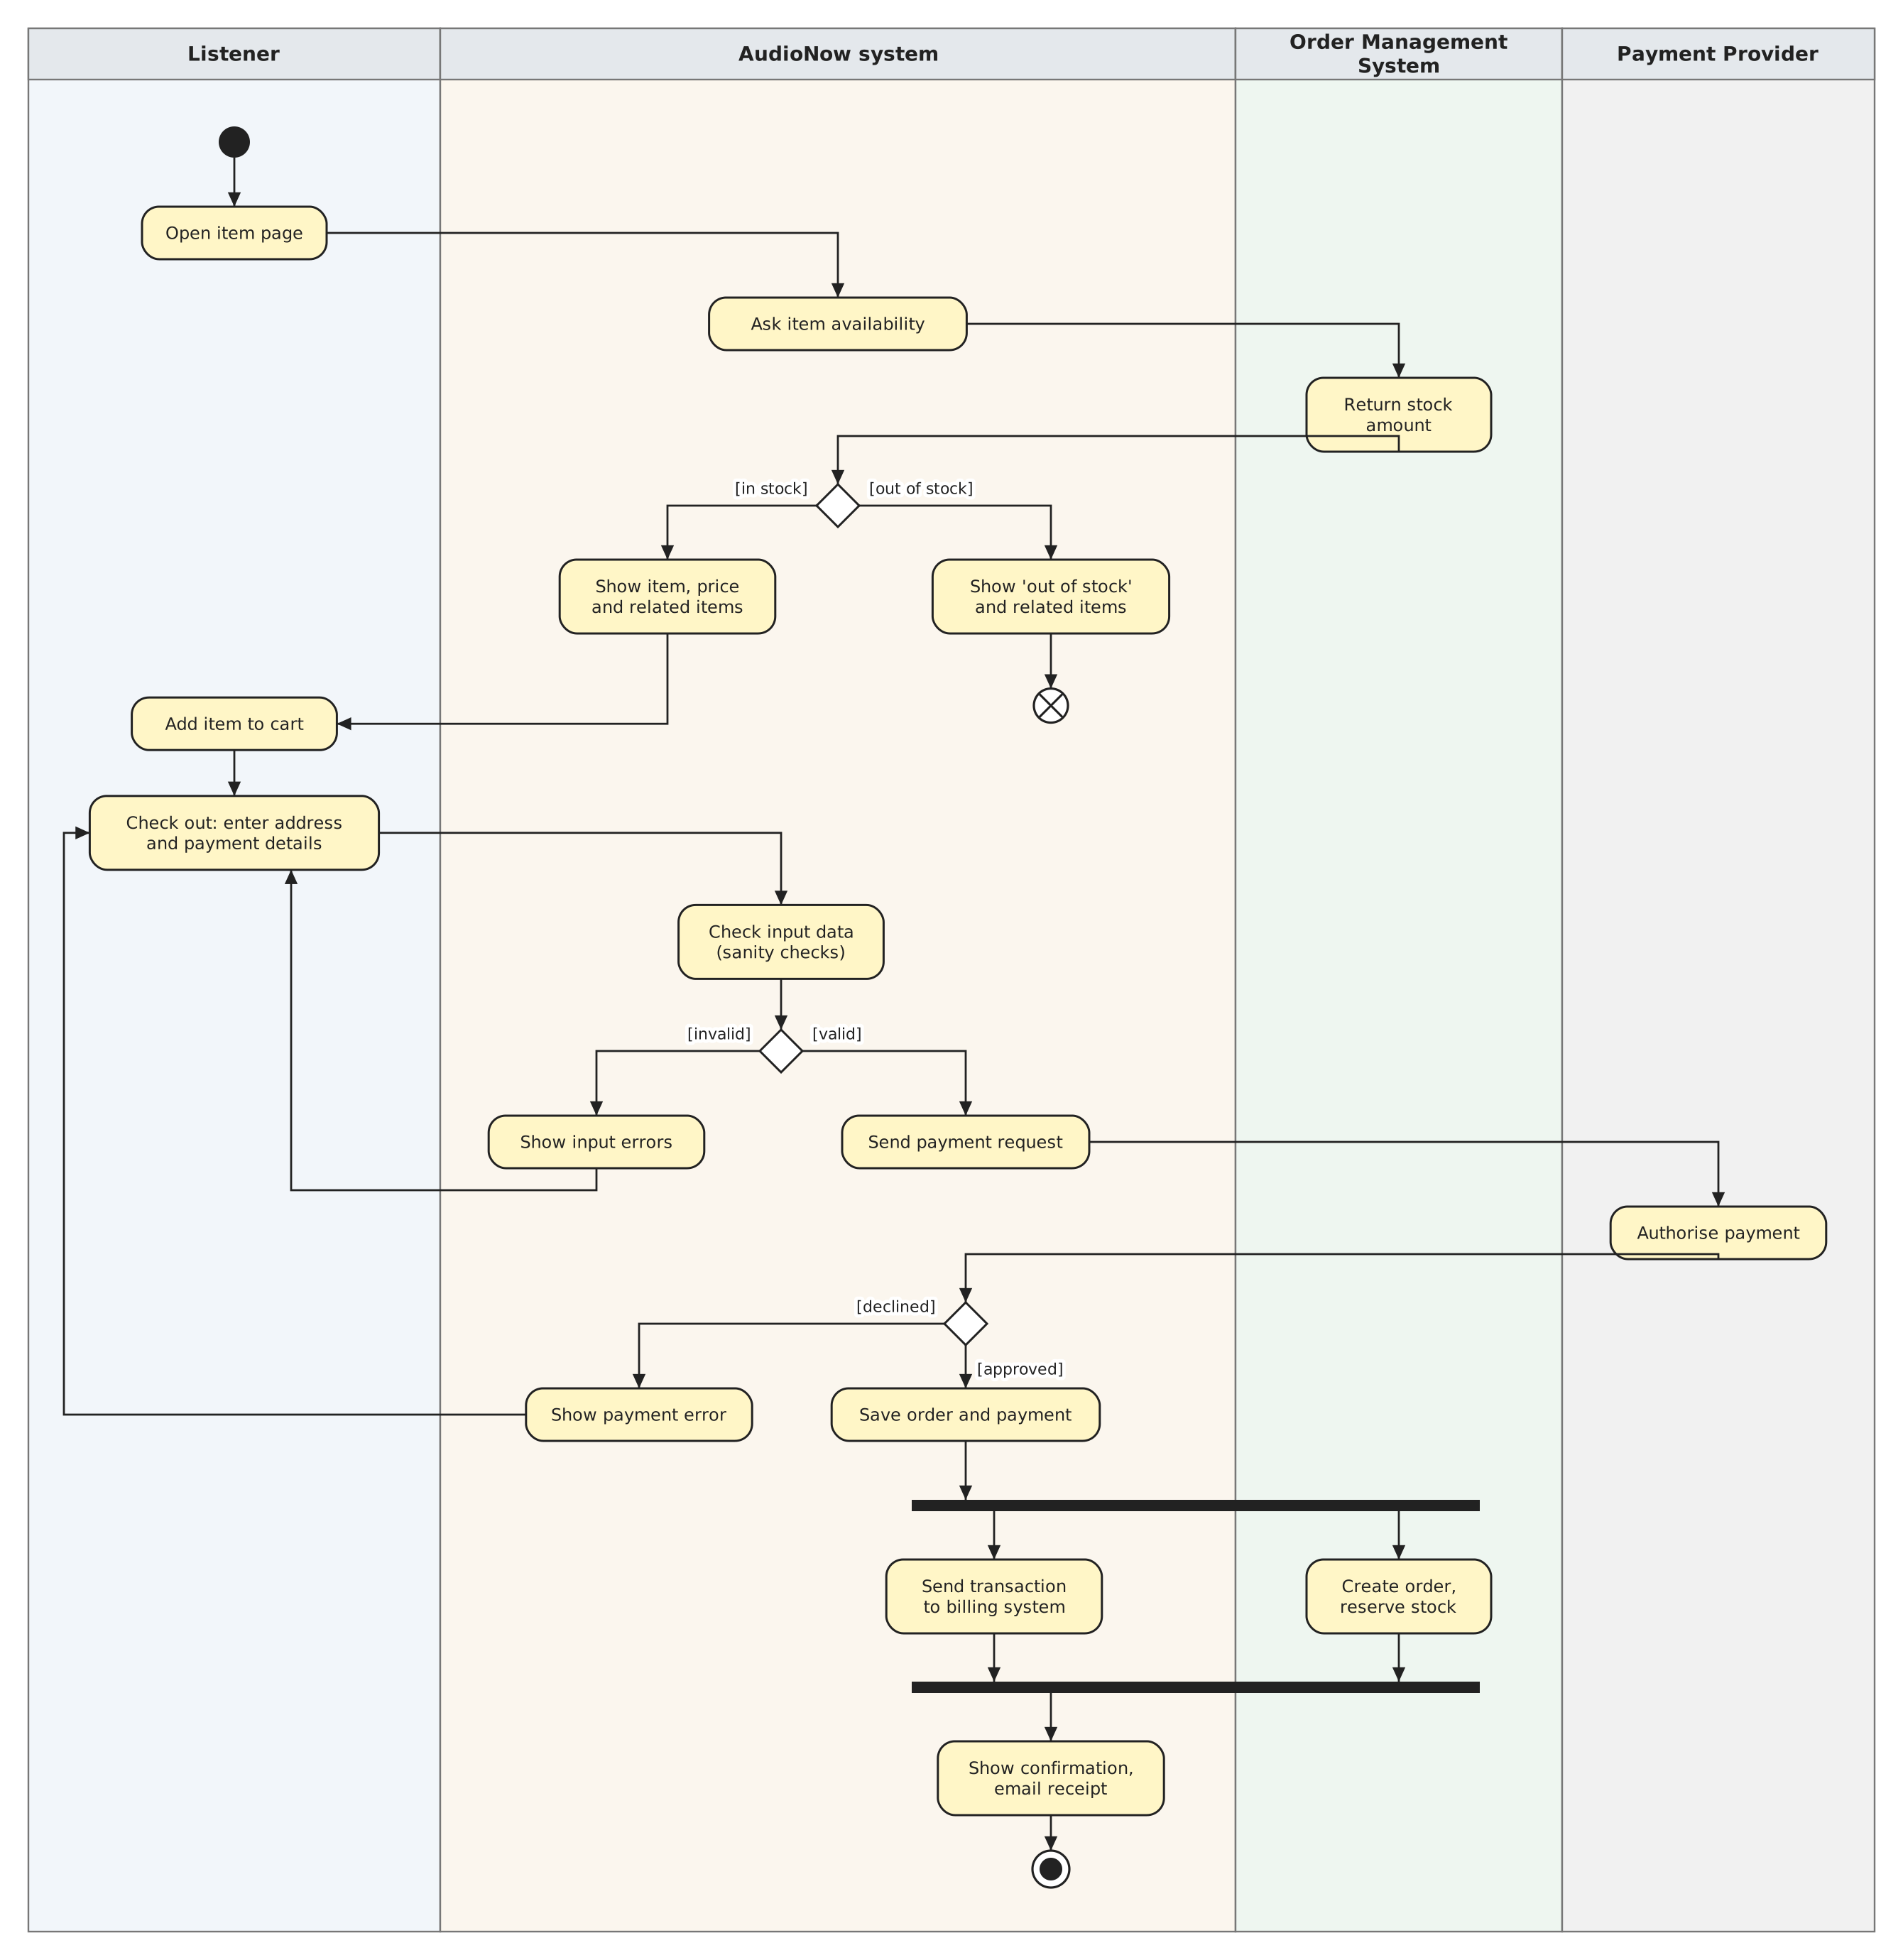 Listener
AudioNow system
Order Management
System
Payment Provider
Open item page
Ask item availability
Return stock
amount
[in stock]
[out of stock]
Show item, price
and related items
Show 'out of stock'
and related items
Add item to cart
Check out: enter address
and payment details
Check input data
(sanity checks)
[invalid]
[valid]
Show input errors
Send payment request
Authorise payment
[declined]
[approved]
Show payment error
Save order and payment
Send transaction
to billing system
Create order,
reserve stock
Show confirmation,
email receipt